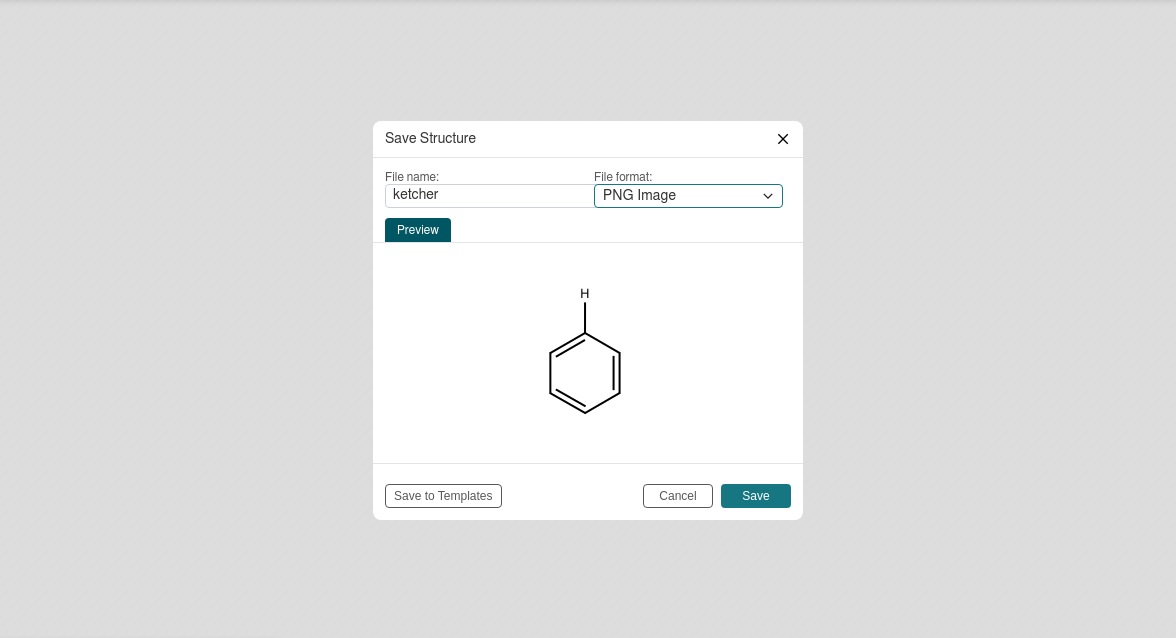 Save Structure
File name:
File format:
ketcher
PNG Image
Preview
H
Save to Templates
Cancel
Save